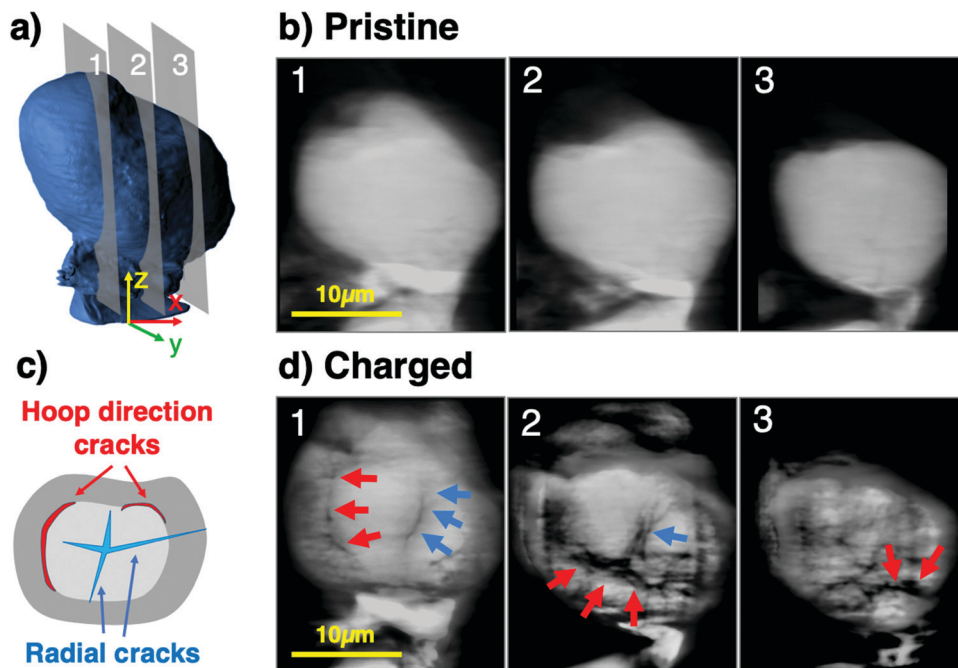 a)
1 2 3
z
x
y
b) Pristine
1
2
3
10µm
c)
Hoop direction
cracks
Radial cracks
d) Charged
1
2
3
10µm